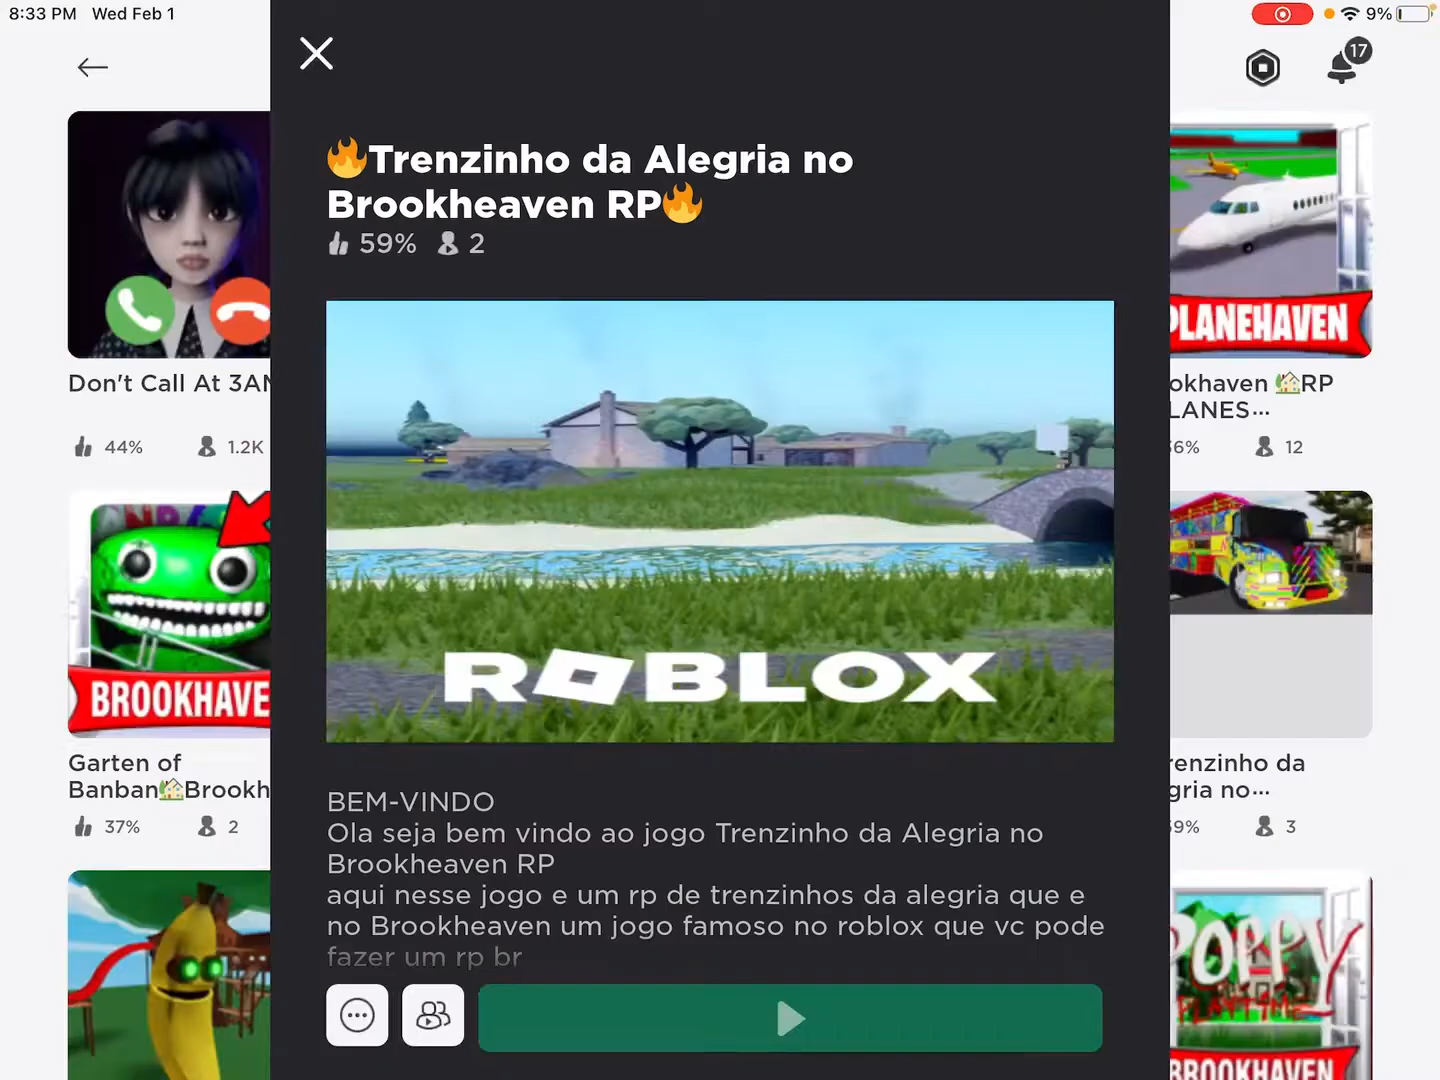 8:33 PM Wed Feb 1
9%
17
🔥Trenzinho da Alegria no
Brookheaven RP🔥
59% 2
ROBLOX
BEM-VINDO
Ola seja bem vindo ao jogo Trenzinho da Alegria no
Brookheaven RP
aqui nesse jogo e um rp de trenzinhos da alegria que e
no Brookheaven um jogo famoso no roblox que vc pode
fazer um rp br
Don't Call At 3AM
44% 1.2K
BROOKHAVE
Garten of
Banban🏡Brookh
37% 2
PLANEHAVEN
okhaven 🏡RP
LANES...
36% 12
renzinho da
gria no...
59% 3
POPPY
PLAYTIME
BROOKHAVEN